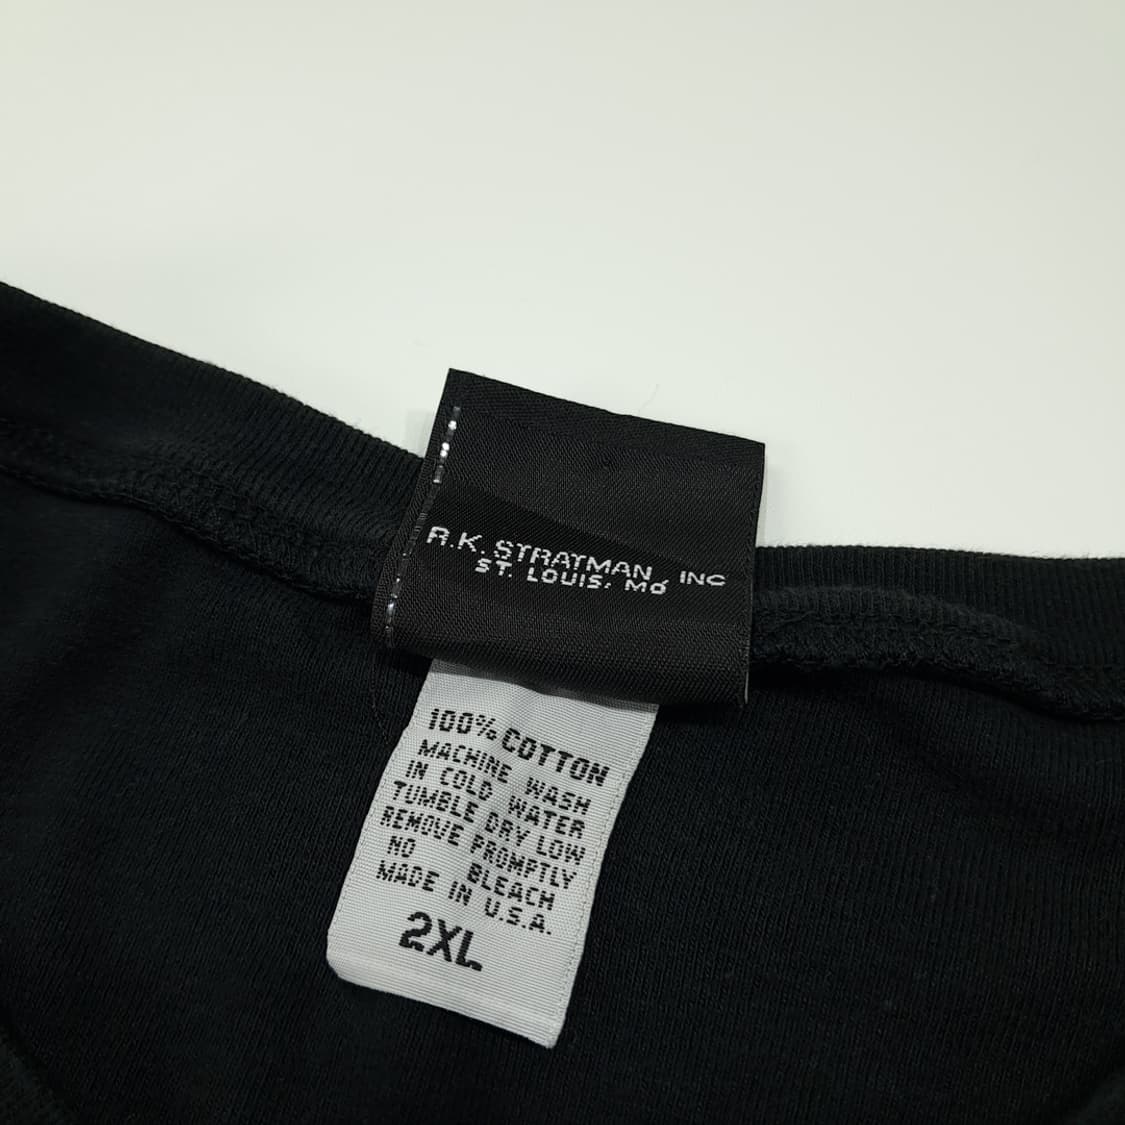 R.K. STRATMAN, INC
ST. LOUIS, MO
100% COTTON
MACHINE WASH
IN COLD WATER
TUMBLE DRY LOW
REMOVE PROMPTLY
NO BLEACH
MADE IN U.S.A.
2XL